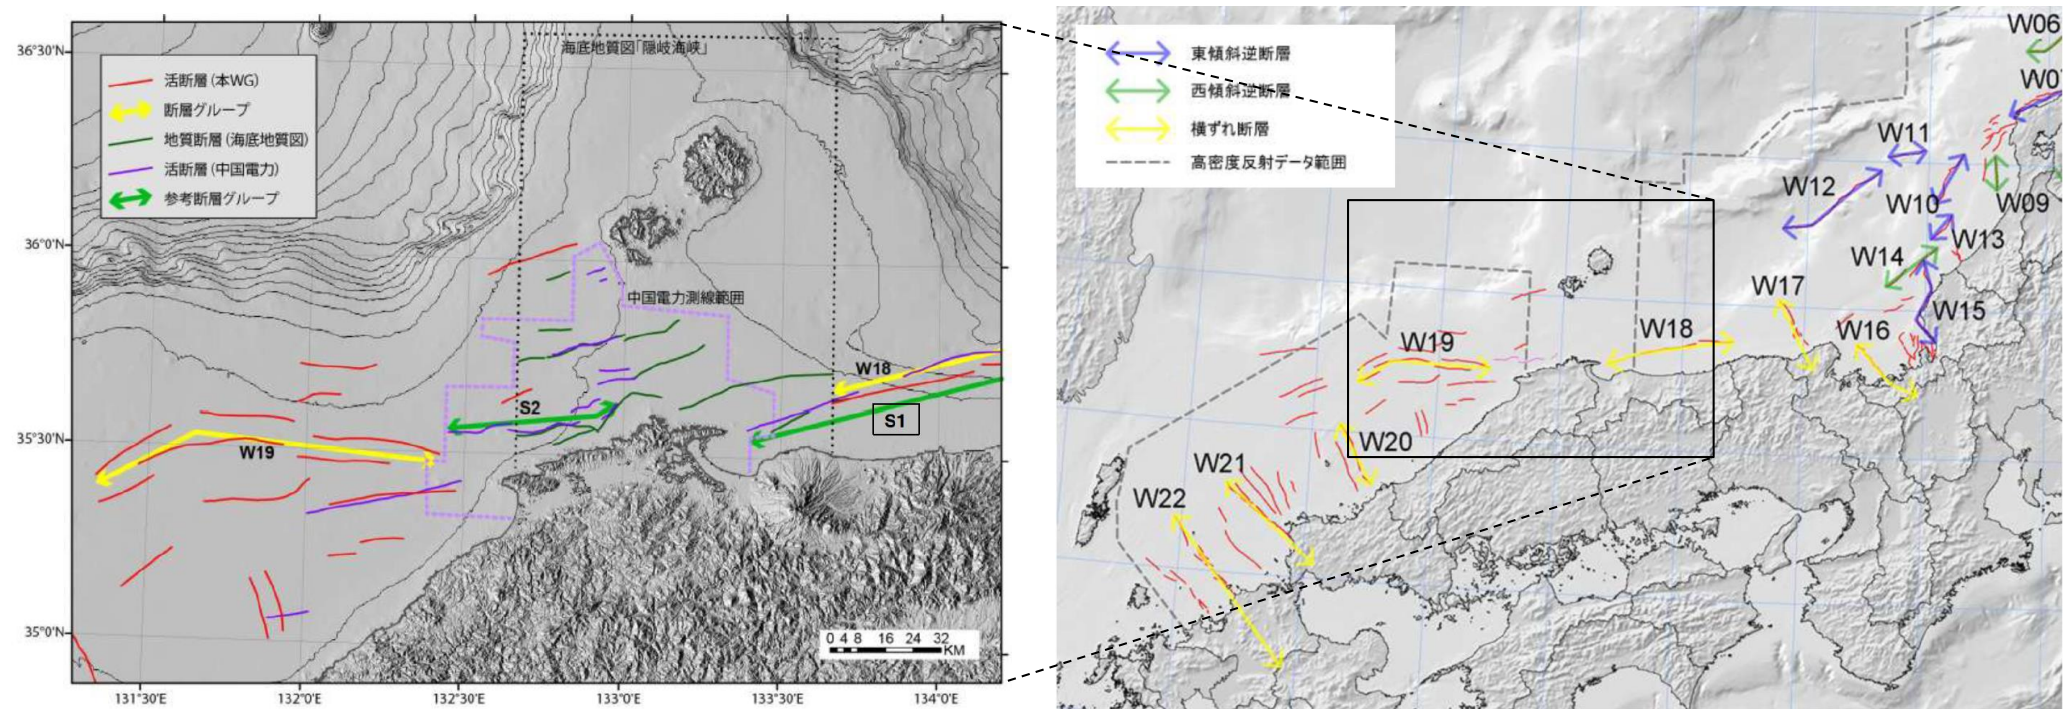 海底地質図「隠岐海峡」
活断層(本WG)
断層グループ
地質断層(海底地質図)
活断層(中国電力)
参考断層グループ
中国電力測線範囲
W18
S1
S2
W19
36°30'N
36°0'N
35°30'N
35°0'N
131°30'E
132°0'E
132°30'E
133°0'E
133°30'E
134°0'E
0 4 8 16 24 32
KM
東傾斜逆断層
西傾斜逆断層
横ずれ断層
高密度反射データ範囲
W06
W07
W11
W12
W10
W09
W13
W14
W17
W15
W16
W18
W19
W20
W21
W22